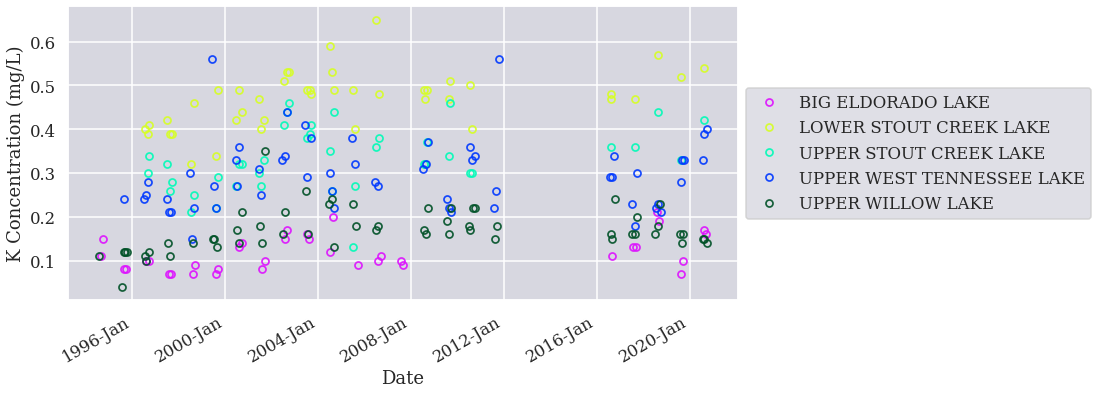 0.6
0.5
0.4
0.3
0.2
0.1
K Concentration (mg/L)
1996-Jan
2000-Jan
2004-Jan
2008-Jan
2012-Jan
2016-Jan
2020-Jan
Date
BIG ELDORADO LAKE
LOWER STOUT CREEK LAKE
UPPER STOUT CREEK LAKE
UPPER WEST TENNESSEE LAKE
UPPER WILLOW LAKE